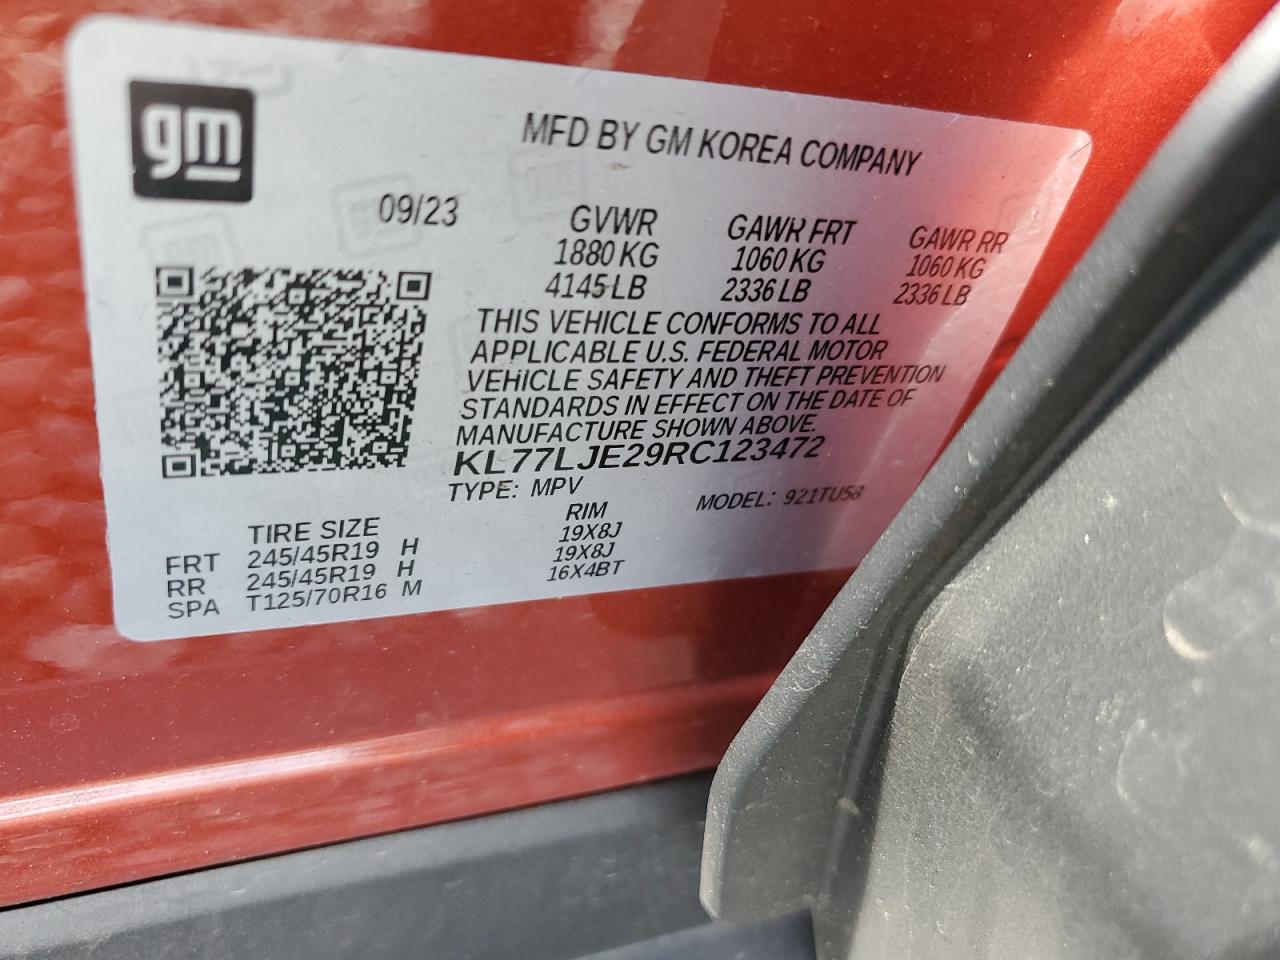 gm
MFD BY GM KOREA COMPANY
09/23
GVWR GAWR FRT GAWR RR
1880 KG 1060 KG 1060 KG
4145 LB 2336 LB 2336 LB
THIS VEHICLE CONFORMS TO ALL
APPLICABLE U.S. FEDERAL MOTOR
VEHICLE SAFETY AND THEFT PREVENTION
STANDARDS IN EFFECT ON THE DATE OF
MANUFACTURE SHOWN ABOVE.
KL77LJE29RC123472
TYPE: MPV MODEL: 921TU58
TIRE SIZE RIM
FRT 245/45R19 H 19X8J
RR 245/45R19 H 19X8J
SPA T125/70R16 M 16X4BT